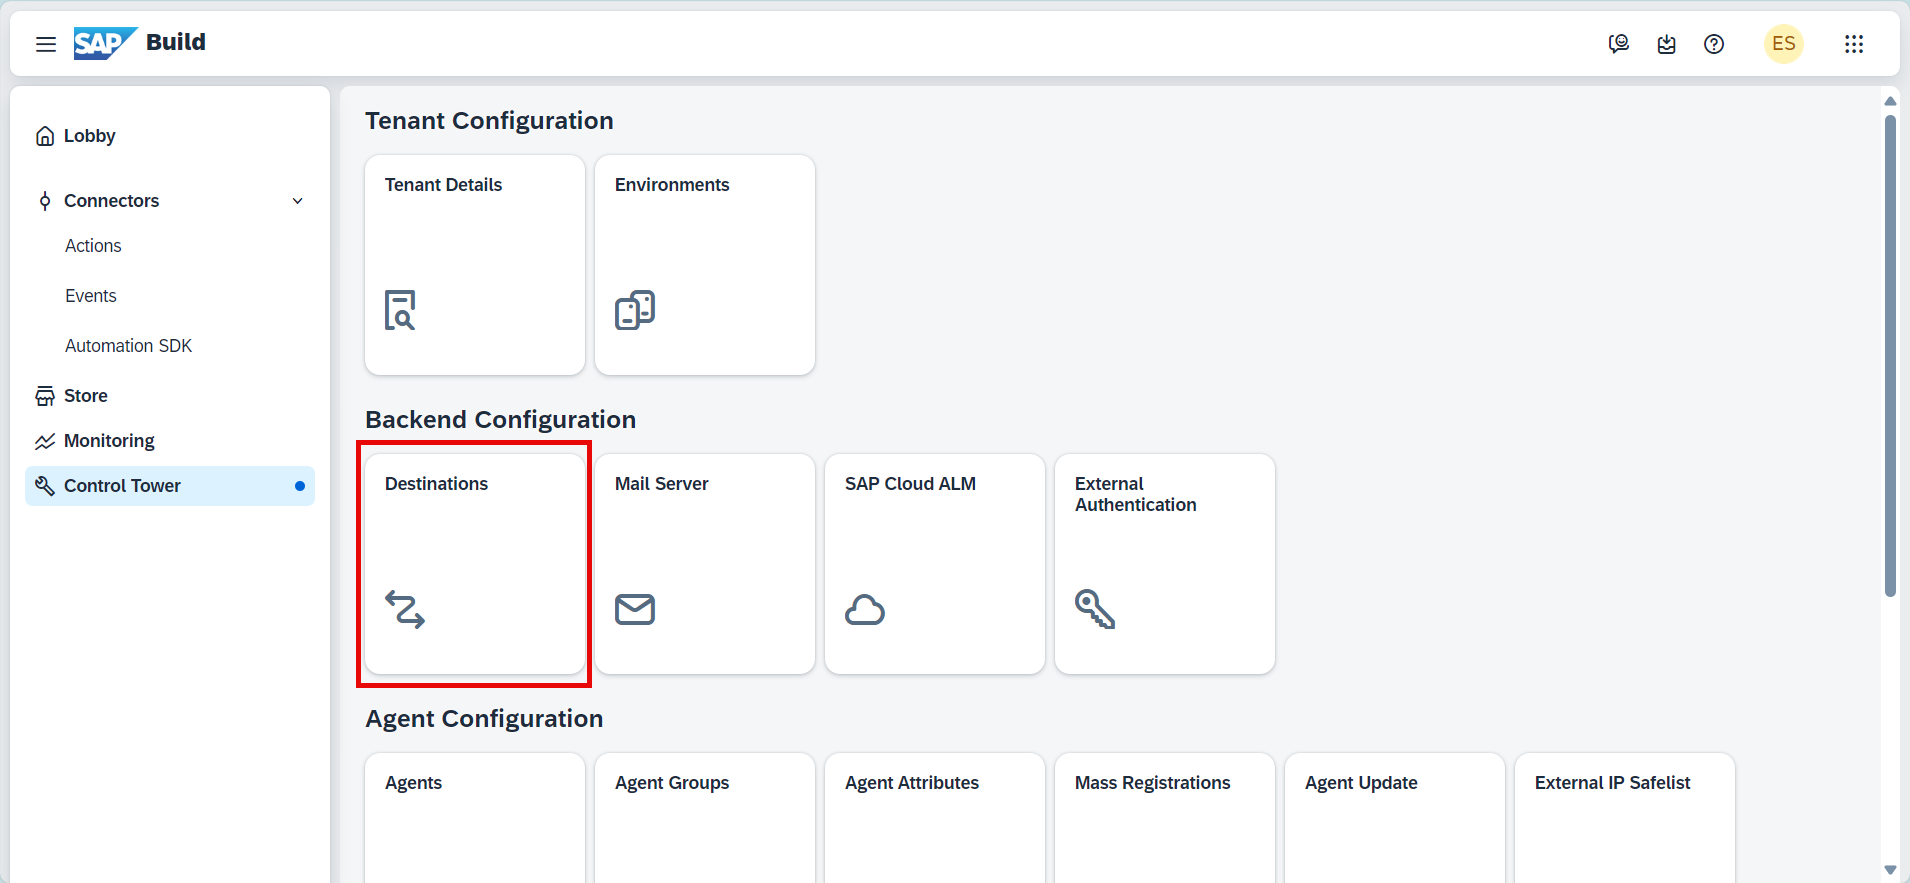 SAP Build
ES
Lobby
Connectors
Actions
Events
Automation SDK
Store
Monitoring
Control Tower
Tenant Configuration
Tenant Details
Environments
Backend Configuration
Destinations
Mail Server
SAP Cloud ALM
External
Authentication
Agent Configuration
Agents
Agent Groups
Agent Attributes
Mass Registrations
Agent Update
External IP Safelist